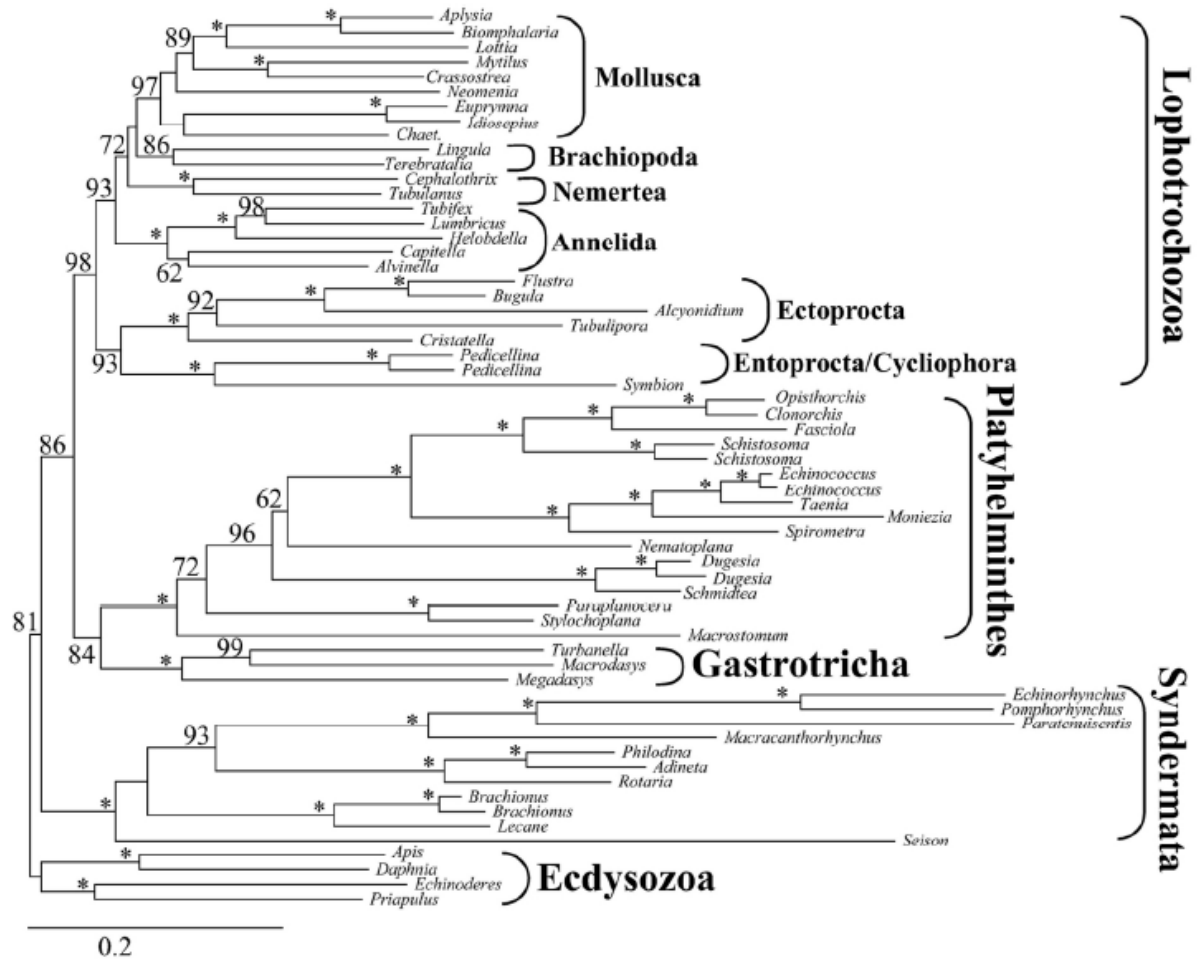 Aplysia
*
*
Biomphalaria
89
Lottia
*
Mytilus
Crassostrea
Mollusca
97
Neomenia
*
Euprymna
Idiosepius
Chaet.
72
86
Lingula
Brachiopoda
Terebratalia
*
Cephalothrix
Nemertea
93
Tubulanus
98
Tubifex
*
Lumbricus
*
Helobdella
Annelida
Capitella
98
62
Alvinella
*
Flustra
*
Bugula
92
Alcyonidium
Ectoprocta
*
Tubulipora
Cristatella
93
*
Pedicellina
*
Pedicellina
Entoprocta/Cycliophora
Symbion
Lophotrochozoa
*
Opisthorchis
*
Clonorchis
*
Fasciola
86
*
Schistosoma
Schistosoma
*
*
Echinococcus
*
Echinococcus
62
*
Taenia
*
Moniezia
96
Spirometra
Nematoplana
72
*
Dugesia
*
Dugesia
Schmidtea
*
*
Paraplanocera
81
Stylochoplana
Macrostomum
Platyhelminthes
84
99
Turbanella
*
Macrodasys
Gastrotricha
Megadasys
*
Echinorhynchus
*
Pomphorhynchus
*
Paratenuisentis
93
Macracanthorhynchus
*
Philodina
*
Adineta
Rotaria
*
Brachionus
*
*
Brachionus
Lecane
Seison
Syndermata
*
Apis
Daphnia
*
Echinoderes
Ecdysozoa
Priapulus
0.2